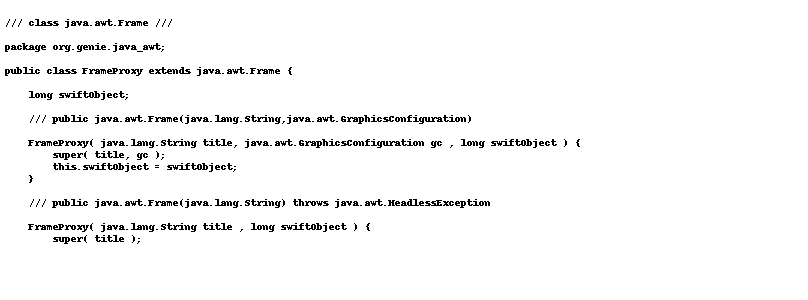 /// class java.awt.Frame ///
package org.genie.java_awt;
public class FrameProxy extends java.awt.Frame {
long swiftObject;
/// public java.awt.Frame(java.lang.String,java.awt.GraphicsConfiguration)
FrameProxy( java.lang.String title, java.awt.GraphicsConfiguration gc , long swiftObject ) {
super( title, gc );
this.swiftObject = swiftObject;
}
/// public java.awt.Frame(java.lang.String) throws java.awt.HeadlessException
FrameProxy( java.lang.String title , long swiftObject ) {
super( title );